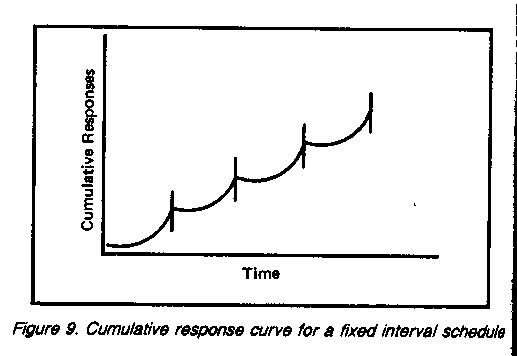 Cumulative Responses
Time
Figure 9. Cumulative response curve for a fixed interval schedule